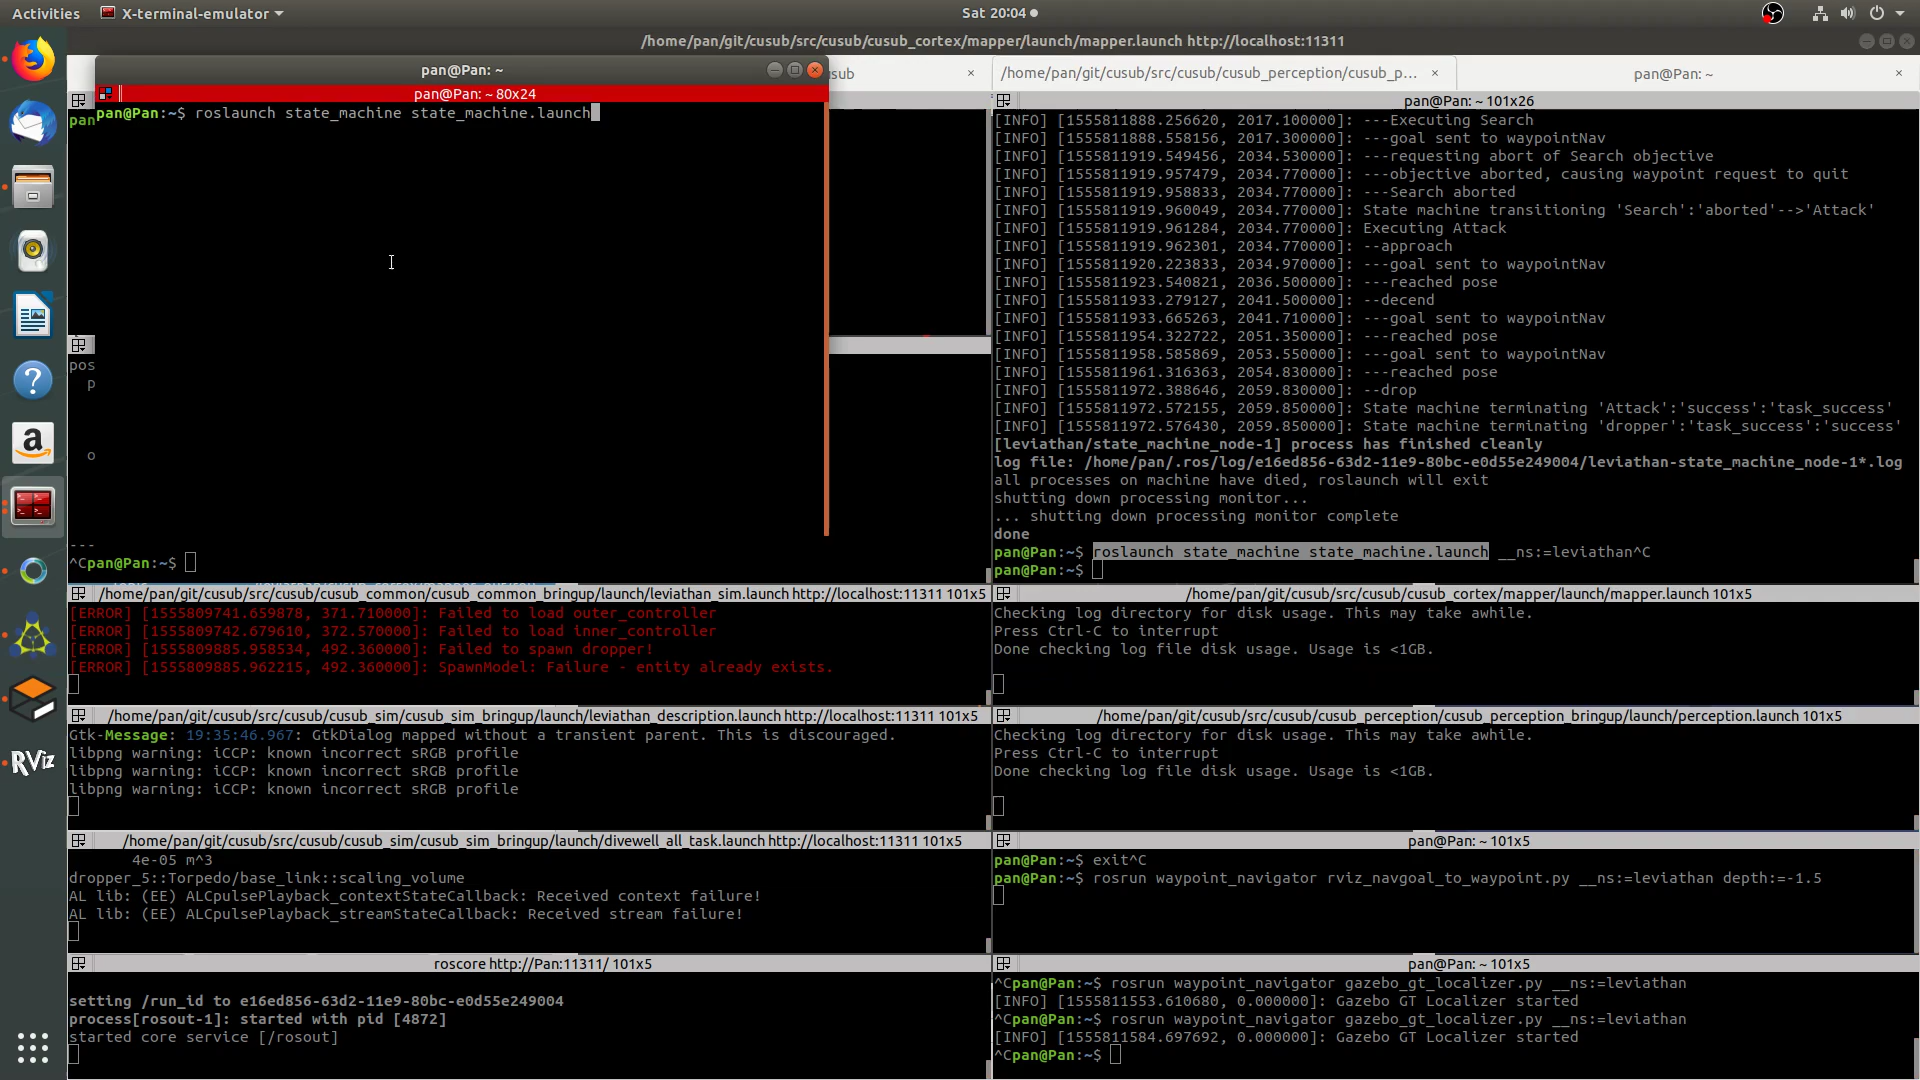 Activities
X-terminal-emulator
Sat 20:04
/home/pan/git/cusub/src/cusub/cusub_cortex/mapper/launch/mapper.launch http://localhost:11311
pan@Pan: ~
usub
/home/pan/git/cusub/src/cusub/cusub_perception/cusub_p...
pan@Pan: ~
pan@Pan: ~ 80x24
pan
pan@Pan:~$ roslaunch state_machine state_machine.launch
pos
p
o
---
^Cpan@Pan:~$
pan@Pan: ~ 101x26
[INFO] [1555811888.256620, 2017.100000]: ---Executing Search
[INFO] [1555811888.558156, 2017.300000]: ---goal sent to waypointNav
[INFO] [1555811919.549456, 2034.530000]: ---requesting abort of Search objective
[INFO] [1555811919.957479, 2034.770000]: ---objective aborted, causing waypoint request to quit
[INFO] [1555811919.958833, 2034.770000]: ---Search aborted
[INFO] [1555811919.960049, 2034.770000]: State machine transitioning 'Search':'aborted'-->'Attack'
[INFO] [1555811919.961284, 2034.770000]: Executing Attack
[INFO] [1555811919.962301, 2034.770000]: --approach
[INFO] [1555811920.223833, 2034.970000]: ---goal sent to waypointNav
[INFO] [1555811923.540821, 2036.500000]: ---reached pose
[INFO] [1555811933.279127, 2041.500000]: --decend
[INFO] [1555811933.665263, 2041.710000]: ---goal sent to waypointNav
[INFO] [1555811954.322722, 2051.350000]: ---reached pose
[INFO] [1555811958.585869, 2053.550000]: ---goal sent to waypointNav
[INFO] [1555811961.316363, 2054.830000]: ---reached pose
[INFO] [1555811972.388646, 2059.830000]: --drop
[INFO] [1555811972.572155, 2059.850000]: State machine terminating 'Attack':'success':'task_success'
[INFO] [1555811972.576430, 2059.850000]: State machine terminating 'dropper':'task_success':'success'
[leviathan/state_machine_node-1] process has finished cleanly
log file: /home/pan/.ros/log/e16ed856-63d2-11e9-80bc-e0d55e249004/leviathan-state_machine_node-1*.log
all processes on machine have died, roslaunch will exit
shutting down processing monitor...
... shutting down processing monitor complete
done
pan@Pan:~$ roslaunch state_machine state_machine.launch __ns:=leviathan^C
pan@Pan:~$
/home/pan/git/cusub/src/cusub/cusub_common/cusub_common_bringup/launch/leviathan_sim.launch http://localhost:11311 101x5
[ERROR] [1555809741.659878, 371.710000]: Failed to load outer_controller
[ERROR] [1555809742.679610, 372.570000]: Failed to load inner_controller
[ERROR] [1555809885.958534, 492.360000]: Failed to spawn dropper!
[ERROR] [1555809885.962215, 492.360000]: SpawnModel: Failure - entity already exists.
/home/pan/git/cusub/src/cusub/cusub_cortex/mapper/launch/mapper.launch 101x5
Checking log directory for disk usage. This may take awhile.
Press Ctrl-C to interrupt
Done checking log file disk usage. Usage is <1GB.
/home/pan/git/cusub/src/cusub/cusub_sim/cusub_sim_bringup/launch/leviathan_description.launch http://localhost:11311 101x5
Gtk-Message: 19:35:46.967: GtkDialog mapped without a transient parent. This is discouraged.
libpng warning: iCCP: known incorrect sRGB profile
libpng warning: iCCP: known incorrect sRGB profile
libpng warning: iCCP: known incorrect sRGB profile
/home/pan/git/cusub/src/cusub/cusub_perception/cusub_perception_bringup/launch/perception.launch 101x5
Checking log directory for disk usage. This may take awhile.
Press Ctrl-C to interrupt
Done checking log file disk usage. Usage is <1GB.
RViz
/home/pan/git/cusub/src/cusub/cusub_sim/cusub_sim_bringup/launch/divewell_all_task.launch http://localhost:11311 101x5
4e-05 m^3
dropper_5::Torpedo/base_link::scaling_volume
AL lib: (EE) ALCpulsePlayback_contextStateCallback: Received context failure!
AL lib: (EE) ALCpulsePlayback_streamStateCallback: Received stream failure!
pan@Pan: ~ 101x5
pan@Pan:~$ exit^C
pan@Pan:~$ rosrun waypoint_navigator rviz_navgoal_to_waypoint.py __ns:=leviathan depth:=-1.5
roscore http://Pan:11311/ 101x5
setting /run_id to e16ed856-63d2-11e9-80bc-e0d55e249004
process[rosout-1]: started with pid [4872]
started core service [/rosout]
pan@Pan: ~ 101x5
^Cpan@Pan:~$ rosrun waypoint_navigator gazebo_gt_localizer.py __ns:=leviathan
[INFO] [1555811553.610680, 0.000000]: Gazebo GT Localizer started
^Cpan@Pan:~$ rosrun waypoint_navigator gazebo_gt_localizer.py __ns:=leviathan
[INFO] [1555811584.697692, 0.000000]: Gazebo GT Localizer started
^Cpan@Pan:~$